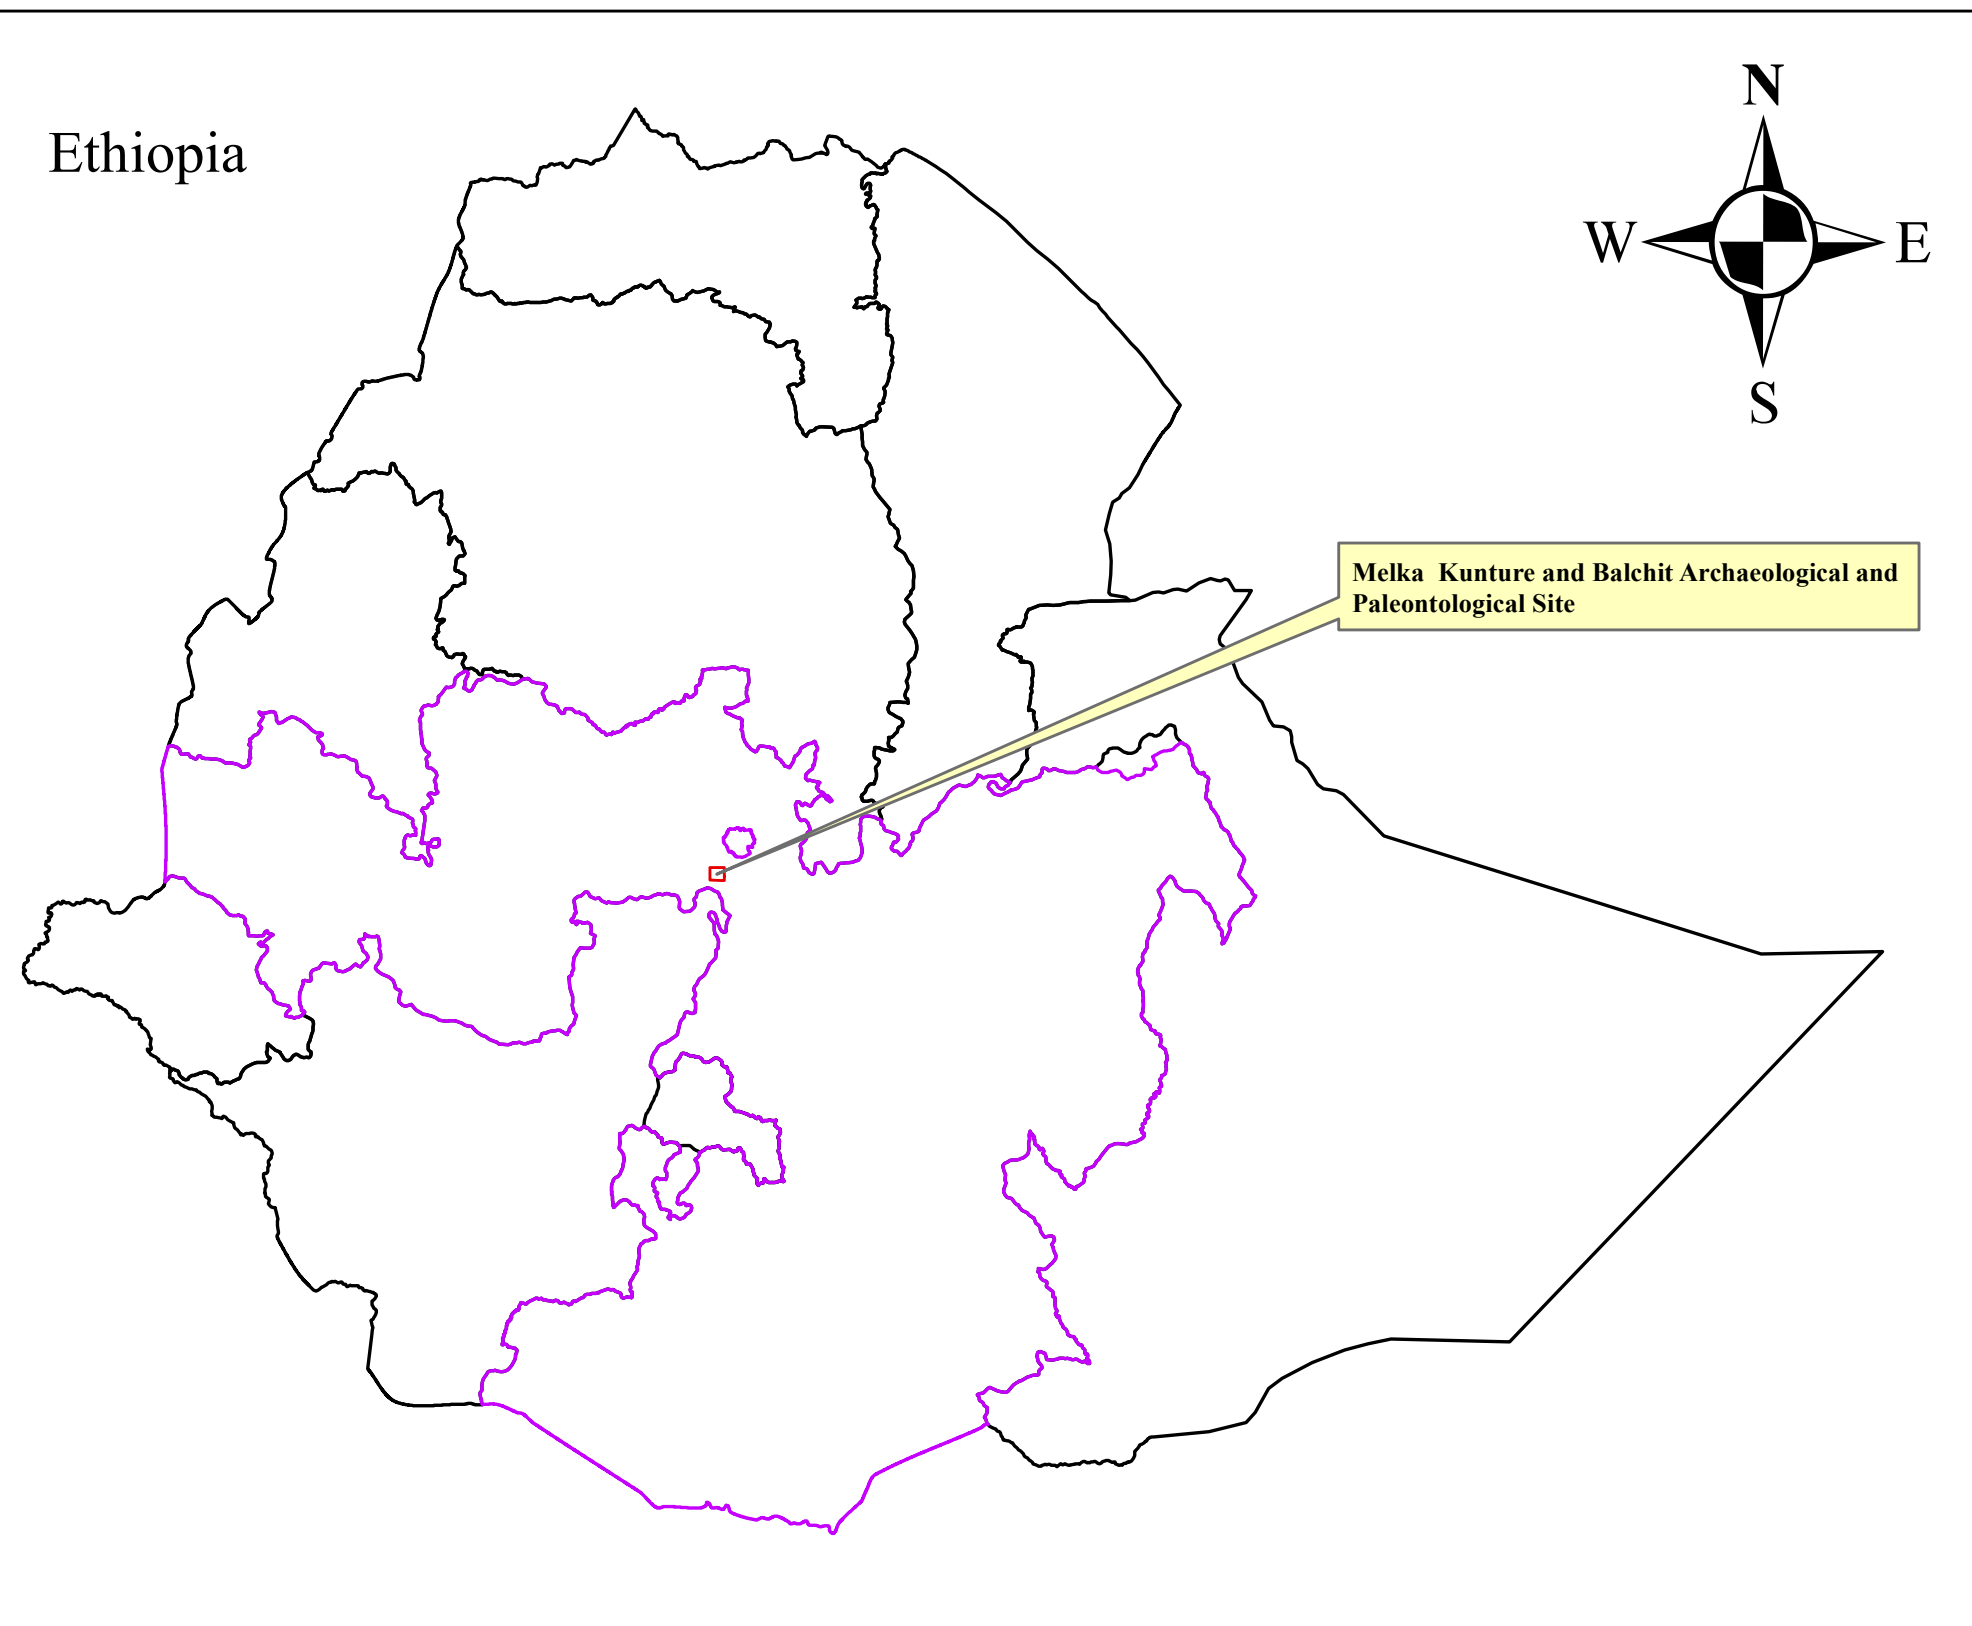 N
Ethiopia
W
E
S
Melka  Kunture and Balchit Archaeological and
Paleontological Site